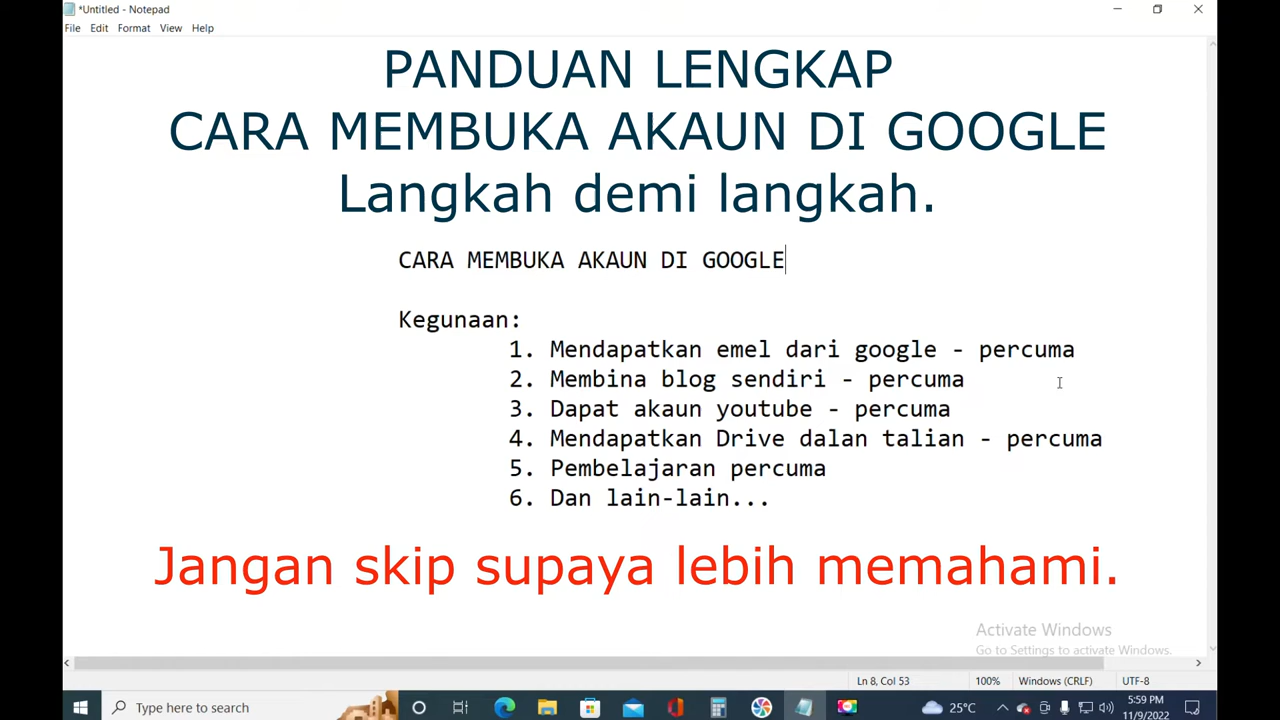 *Untitled - Notepad
File Edit Format View Help
PANDUAN LENGKAP
CARA MEMBUKA AKAUN DI GOOGLE
Langkah demi langkah.
CARA MEMBUKA AKAUN DI GOOGLE
Kegunaan:
1. Mendapatkan emel dari google - percuma
2. Membina blog sendiri - percuma
3. Dapat akaun youtube - percuma
4. Mendapatkan Drive dalan talian - percuma
5. Pembelajaran percuma
6. Dan lain-lain...
Jangan skip supaya lebih memahami.
Activate Windows
Go to Settings to activate Windows.
Ln 8, Col 53 100% Windows (CRLF) UTF-8
Type here to search 25°C 5:59 PM
11/9/2022